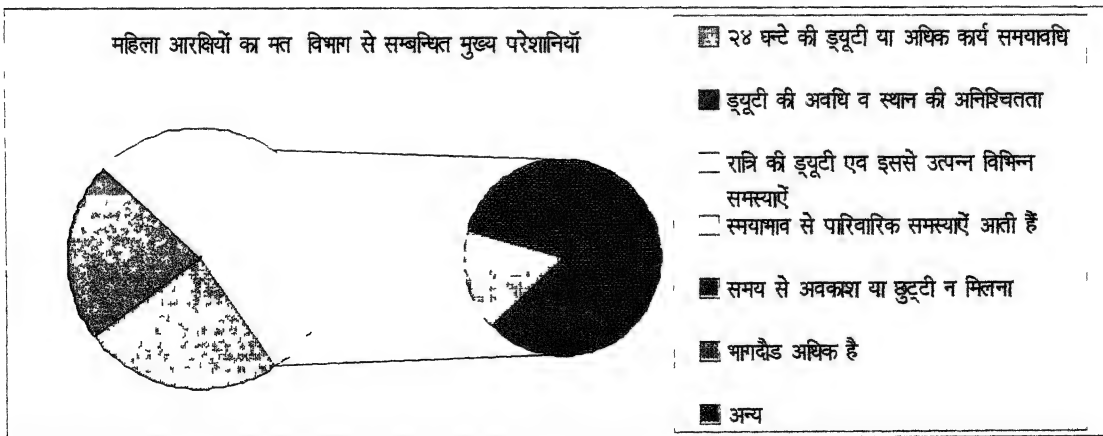 महिला आरक्षियों का मत विभाग से सम्बन्धित मुख्य परेशानियॉ
२४ घन्टे की ड्यूटी या अधिक कार्य समयावधि
ड्यूटी की अवधि व स्थान की अनिश्चितता
रात्रि की ड्यूटी एव इससे उत्पन्न विभिन्न
समस्याऐं
स्मयाभाव से पारिवारिक समस्याऐं आती हैं
समय से अवकाश या छुट्टी न मिलना
भागदौड अधिक है
अन्य